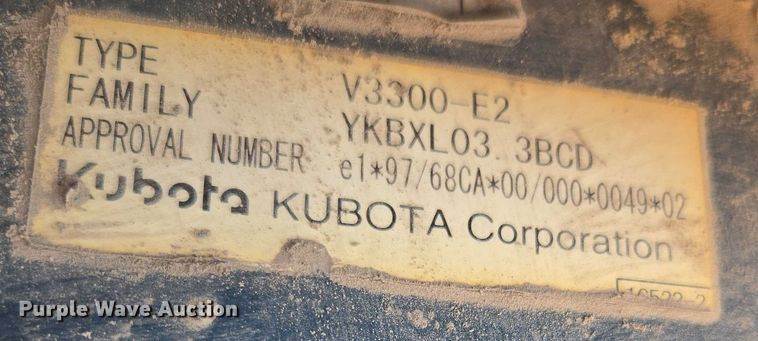 TYPE V3300-E2
FAMILY YKBXL03. 3BCD
APPROVAL NUMBER e1*97/68CA*00/000*0049*02
Kubota KUBOTA Corporation
Purple Wave Auction